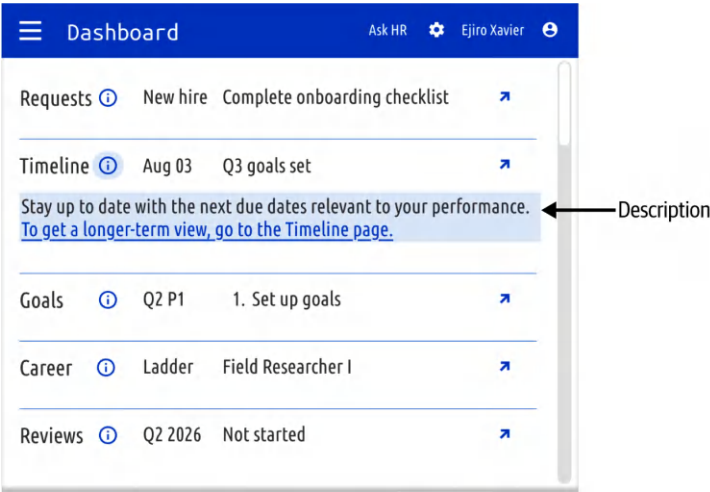 Dashboard Ask HR Ejiro Xavier
Requests New hire Complete onboarding checklist
Timeline Aug 03 Q3 goals set
Stay up to date with the next due dates relevant to your performance.
To get a longer-term view, go to the Timeline page.
Description
Goals Q2 P1 1. Set up goals
Career Ladder Field Researcher I
Reviews Q2 2026 Not started